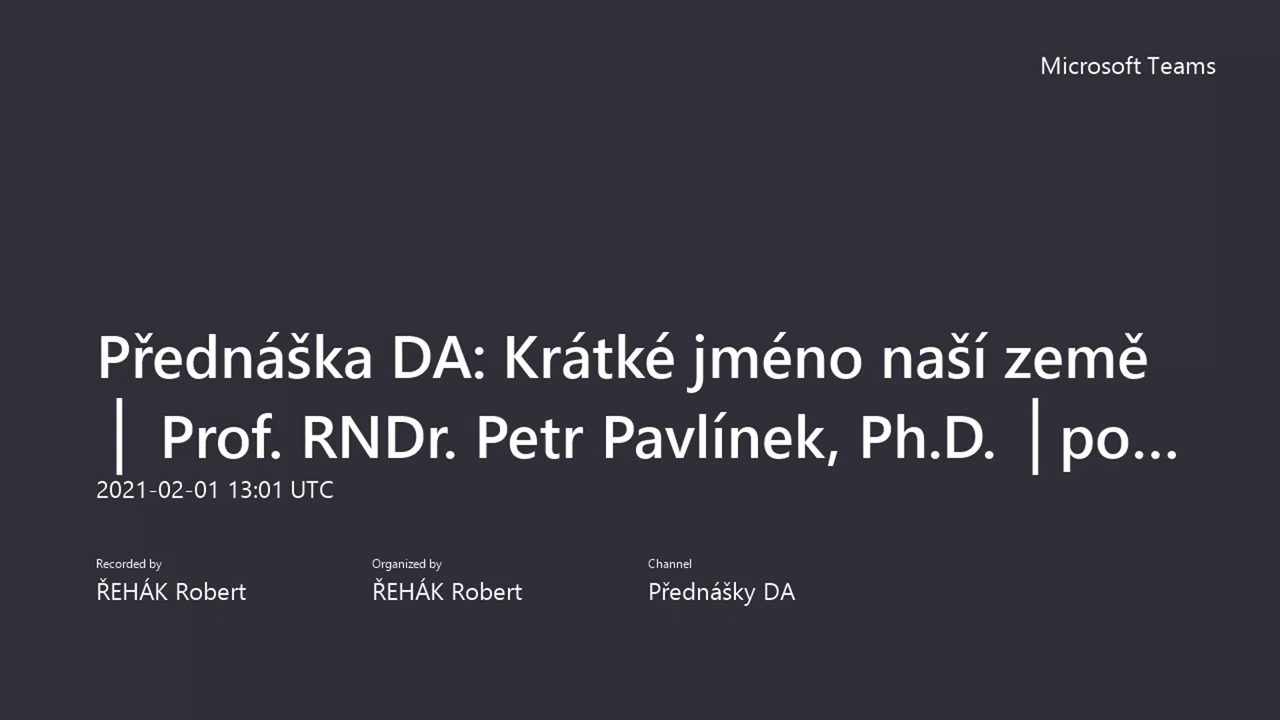 Microsoft Teams
Přednáška DA: Krátké jméno naší země
│ Prof. RNDr. Petr Pavlínek, Ph.D. │po...
2021-02-01 13:01 UTC
Recorded by
ŘEHÁK Robert
Organized by
ŘEHÁK Robert
Channel
Přednášky DA